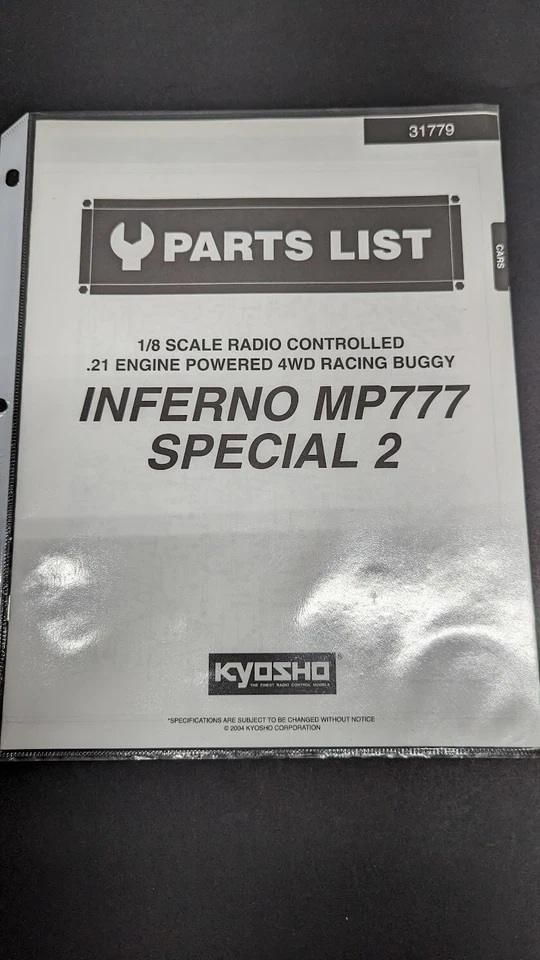 31779
PARTS LIST
CARS
1/8 SCALE RADIO CONTROLLED
.21 ENGINE POWERED 4WD RACING BUGGY
INFERNO MP777
SPECIAL 2
KYOSHO®
THE FINEST RADIO CONTROL MODELS
*SPECIFICATIONS ARE SUBJECT TO BE CHANGED WITHOUT NOTICE
© 2004 KYOSHO CORPORATION